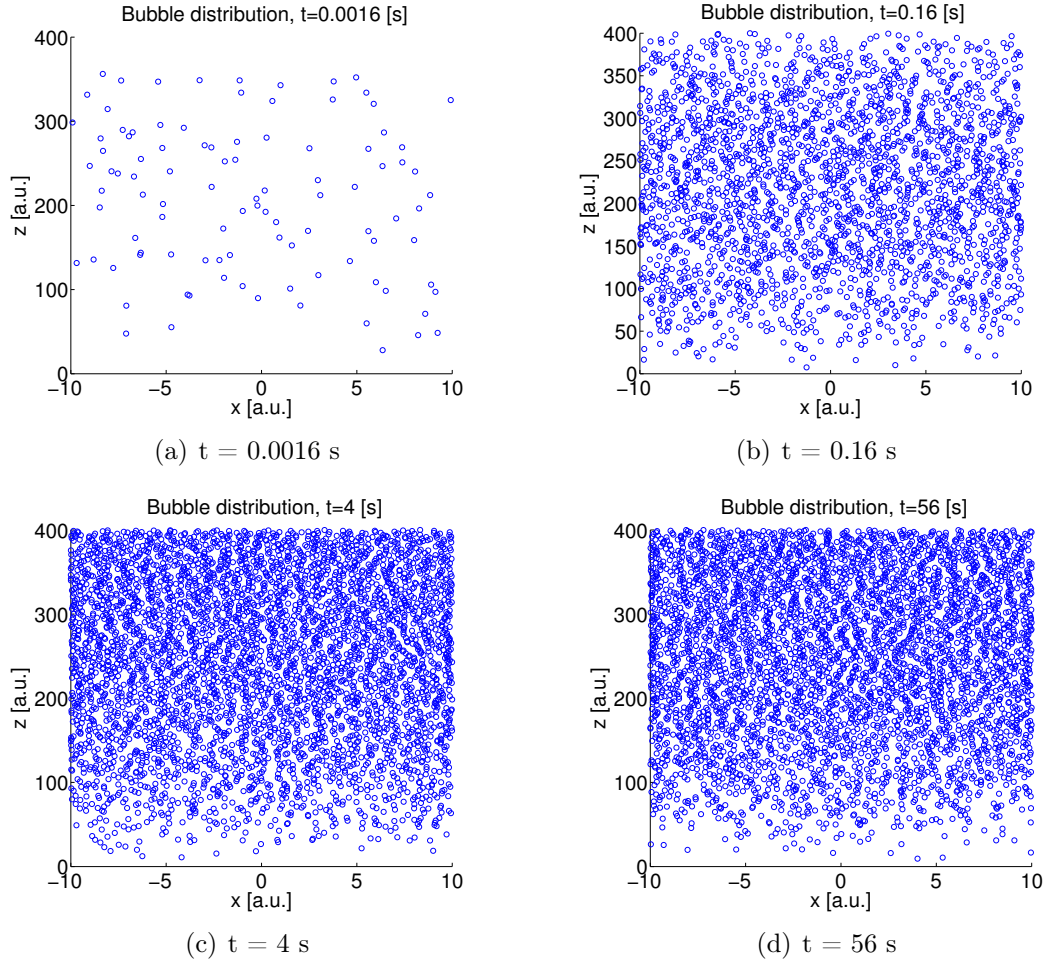 Bubble distribution, t=0.0016 [s]
400
300
200
100
0
z [a.u.]
−10 −5 0 5 10
x [a.u.]
(a) t = 0.0016 s
Bubble distribution, t=0.16 [s]
400
350
300
250
200
150
100
50
0
z [a.u.]
−10 −5 0 5 10
x [a.u.]
(b) t = 0.16 s
Bubble distribution, t=4 [s]
400
300
200
100
0
z [a.u.]
−10 −5 0 5 10
x [a.u.]
(c) t = 4 s
Bubble distribution, t=56 [s]
400
300
200
100
0
z [a.u.]
−10 −5 0 5 10
x [a.u.]
(d) t = 56 s